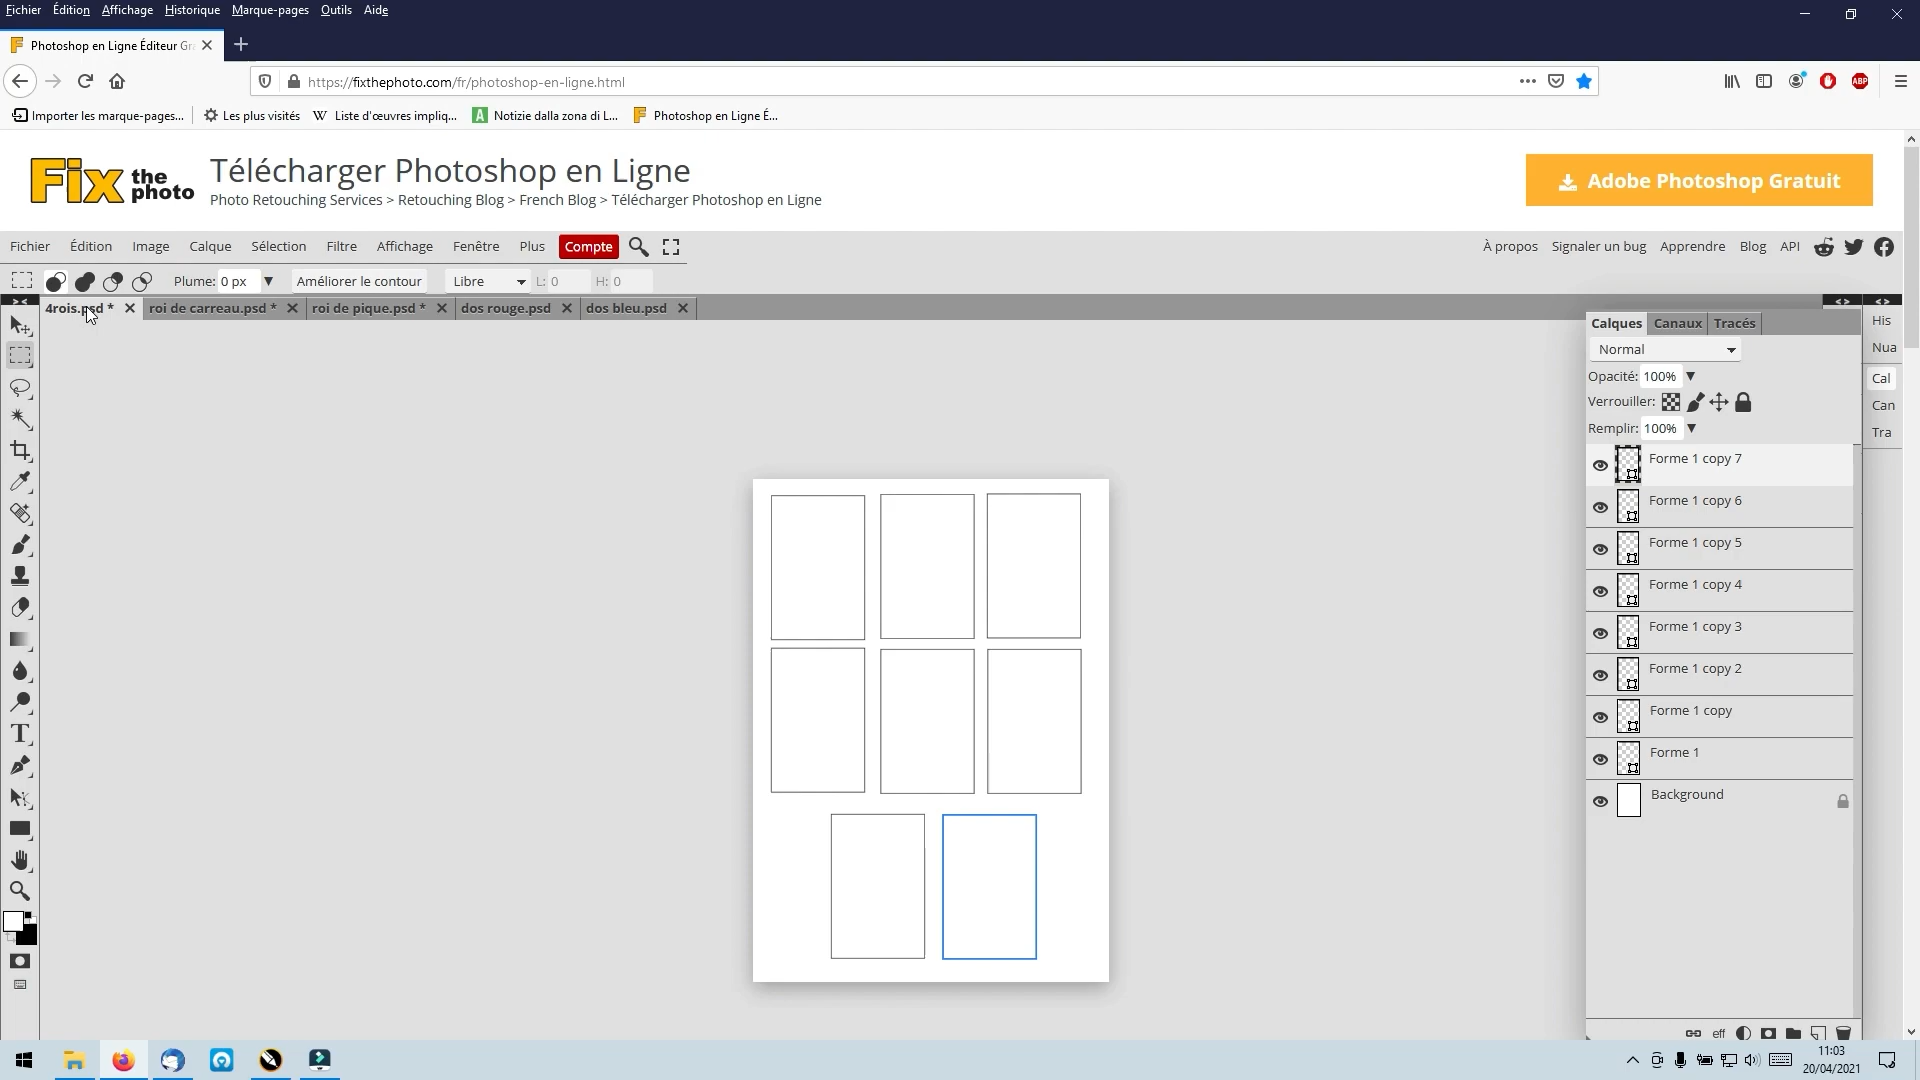 Fichier Édition Affichage Historique Marque-pages Outils Aide
Photoshop en Ligne Éditeur Gra
https://fixthephoto.com/fr/photoshop-en-ligne.html
ABP
Importer les marque-pages... Les plus visités W Liste d'œuvres impliq... A Notizie dalla zona di L... Photoshop en Ligne É...
Fix the photo
Télécharger Photoshop en Ligne
Photo Retouching Services > Retouching Blog > French Blog > Télécharger Photoshop en Ligne
Adobe Photoshop Gratuit
Fichier Édition Image Calque Sélection Filtre Affichage Fenêtre Plus Compte
À propos Signaler un bug Apprendre Blog API
Plume: 0 px Améliorer le contour Libre L: 0 H: 0
4rois.psd * roi de carreau.psd * roi de pique.psd * dos rouge.psd dos bleu.psd
Calques Canaux Tracés
Normal
Opacité: 100%
Verrouiller:
Remplir: 100%
Forme 1 copy 7
Forme 1 copy 6
Forme 1 copy 5
Forme 1 copy 4
Forme 1 copy 3
Forme 1 copy 2
Forme 1 copy
Forme 1
Background
His
Nua
Cal
Can
Tra
eff
11:03
20/04/2021